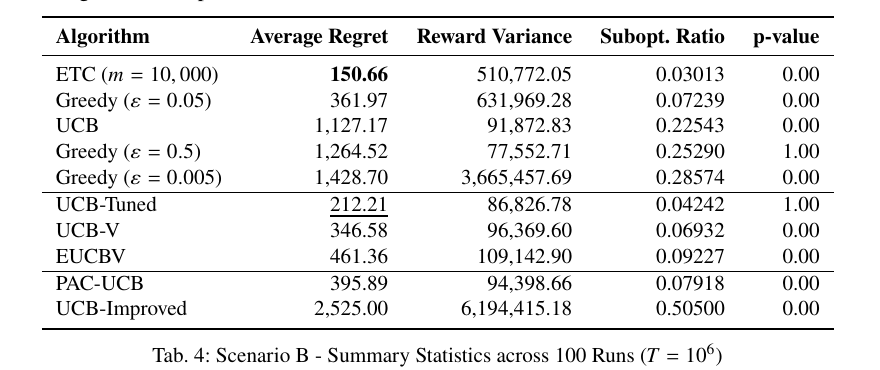 Algorithm Average Regret Reward Variance Subopt. Ratio p-value
ETC (m = 10, 000) 150.66 510,772.05 0.03013 0.00
Greedy (ε = 0.05) 361.97 631,969.28 0.07239 0.00
UCB 1,127.17 91,872.83 0.22543 0.00
Greedy (ε = 0.5) 1,264.52 77,552.71 0.25290 1.00
Greedy (ε = 0.005) 1,428.70 3,665,457.69 0.28574 0.00
UCB-Tuned 212.21 86,826.78 0.04242 1.00
UCB-V 346.58 96,369.60 0.06932 0.00
EUCBV 461.36 109,142.90 0.09227 0.00
PAC-UCB 395.89 94,398.66 0.07918 0.00
UCB-Improved 2,525.00 6,194,415.18 0.50500 0.00
Tab. 4: Scenario B - Summary Statistics across 100 Runs (T = 10⁶)